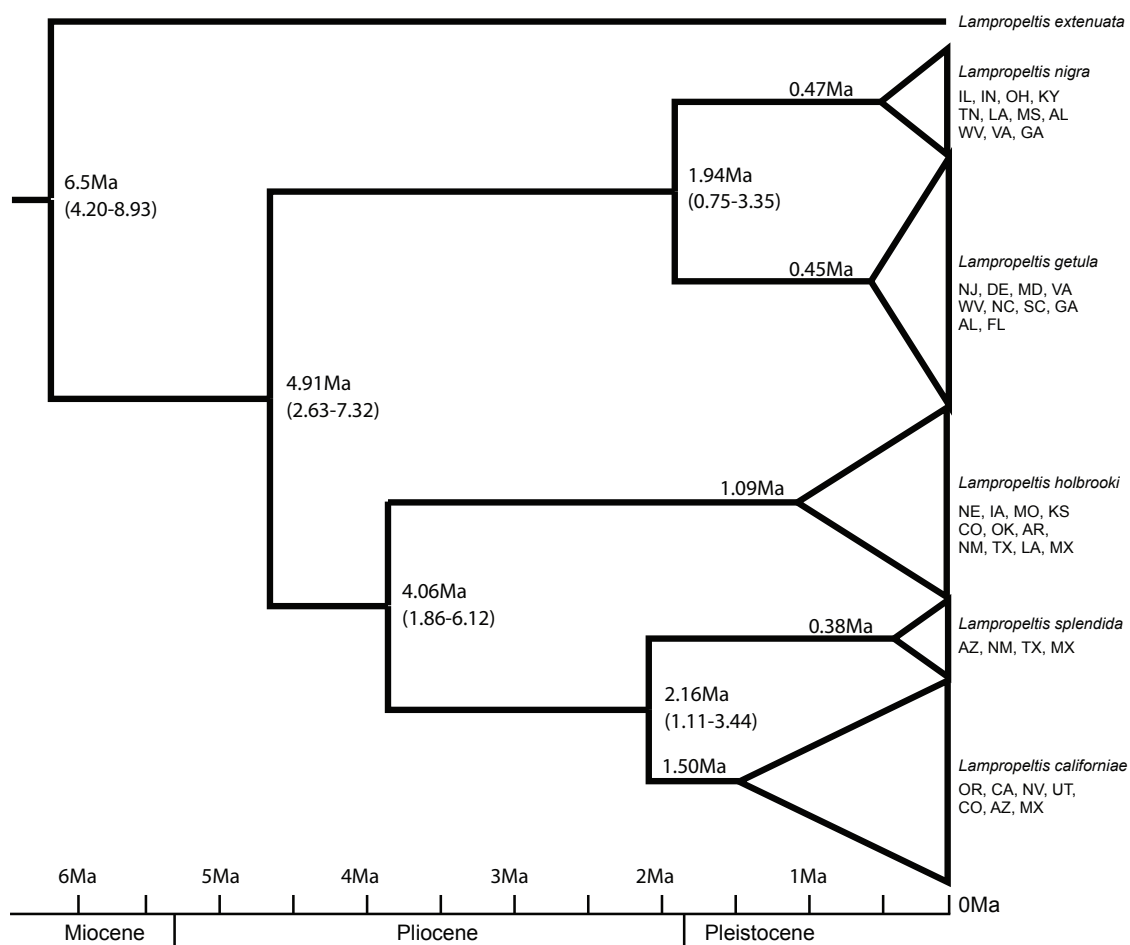 Lampropeltis extenuata
Lampropeltis nigra
IL, IN, OH, KY
TN, LA, MS, AL
WV, VA, GA
0.47Ma
6.5Ma
(4.20-8.93)
1.94Ma
(0.75-3.35)
0.45Ma
Lampropeltis getula
NJ, DE, MD, VA
WV, NC, SC, GA
AL, FL
4.91Ma
(2.63-7.32)
1.09Ma
Lampropeltis holbrooki
NE, IA, MO, KS
CO, OK, AR,
NM, TX, LA, MX
4.06Ma
(1.86-6.12)
0.38Ma
Lampropeltis splendida
AZ, NM, TX, MX
2.16Ma
(1.11-3.44)
1.50Ma
Lampropeltis californiae
OR, CA, NV, UT,
CO, AZ, MX
6Ma 5Ma 4Ma 3Ma 2Ma 1Ma 0Ma
Miocene Pliocene Pleistocene